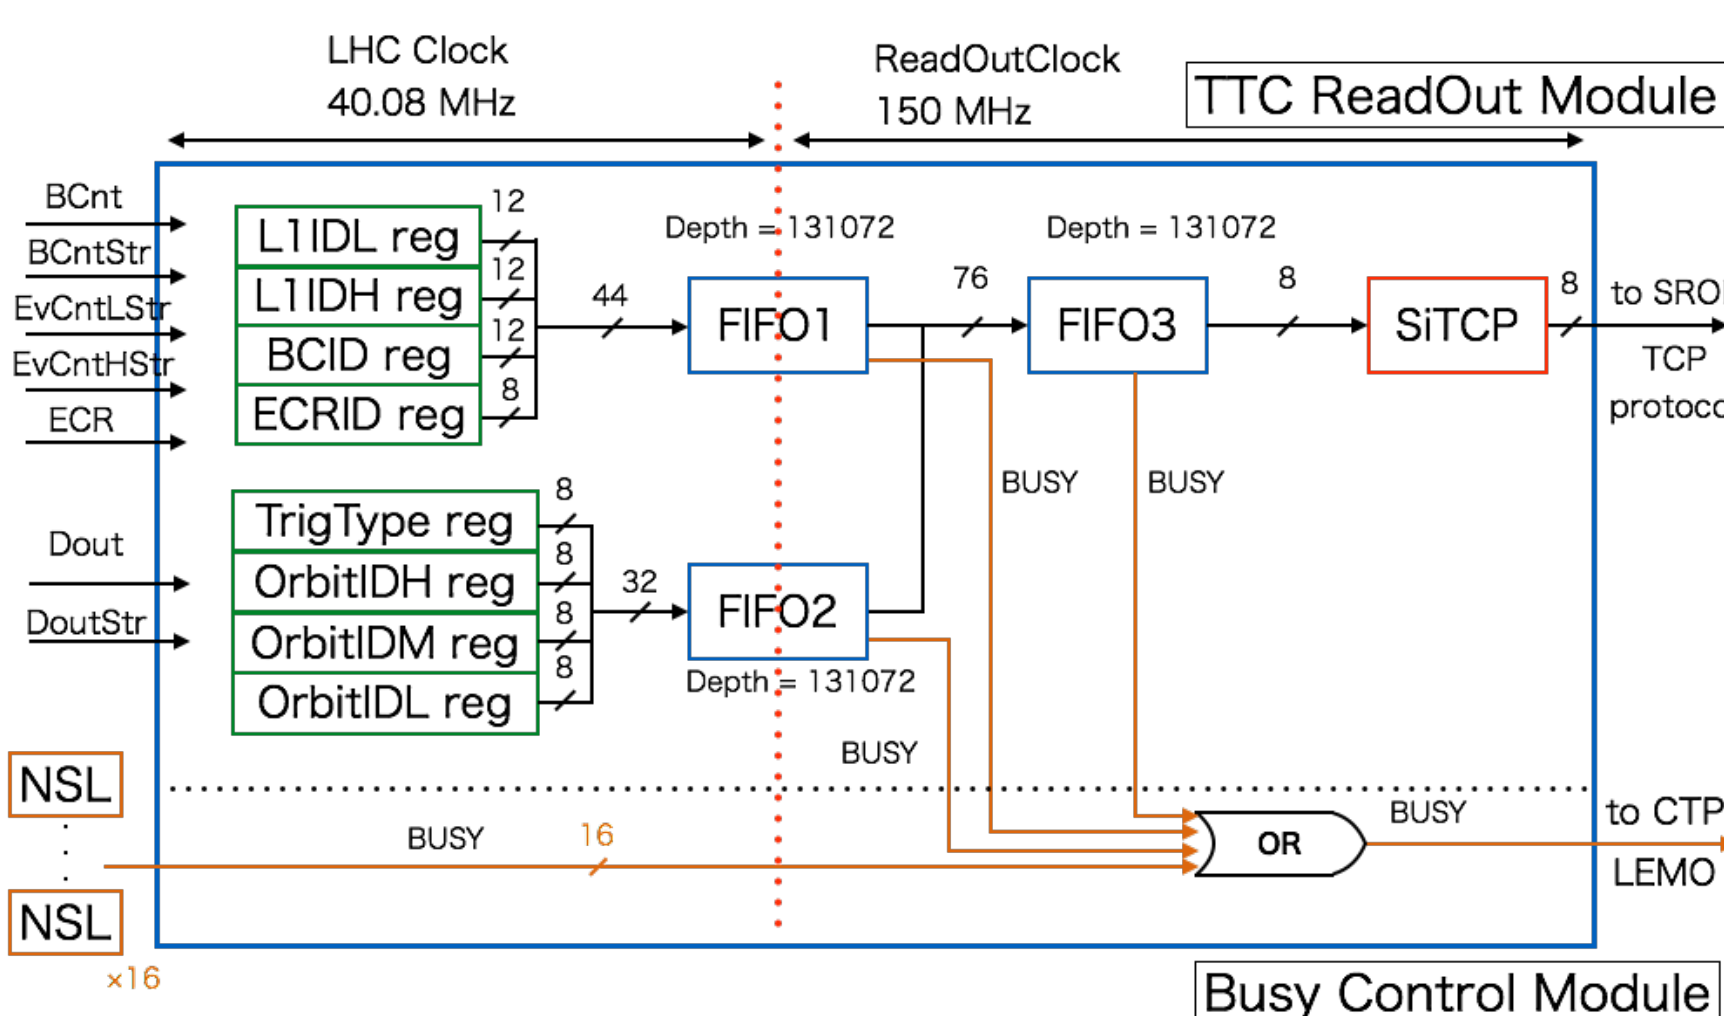 LHC Clock
40.08 MHz
ReadOutClock
150 MHz
TTC ReadOut Module
BCnt
BCntStr
EvCntLStr
EvCntHStr
ECR
L1IDL reg
12
L1IDH reg
12
BCID reg
12
ECRID reg
8
44
Depth = 131072
FIFO1
76
Depth = 131072
FIFO3
8
SiTCP
8
to
TCP
BUSY
BUSY
Dout
DoutStr
TrigType reg
8
OrbitIDH reg
8
OrbitIDM reg
8
OrbitIDL reg
8
32
FIFO2
Depth = 131072
BUSY
NSL
NSL
×16
BUSY
16
OR
BUSY
to CTP
LEMO
Busy Control Module